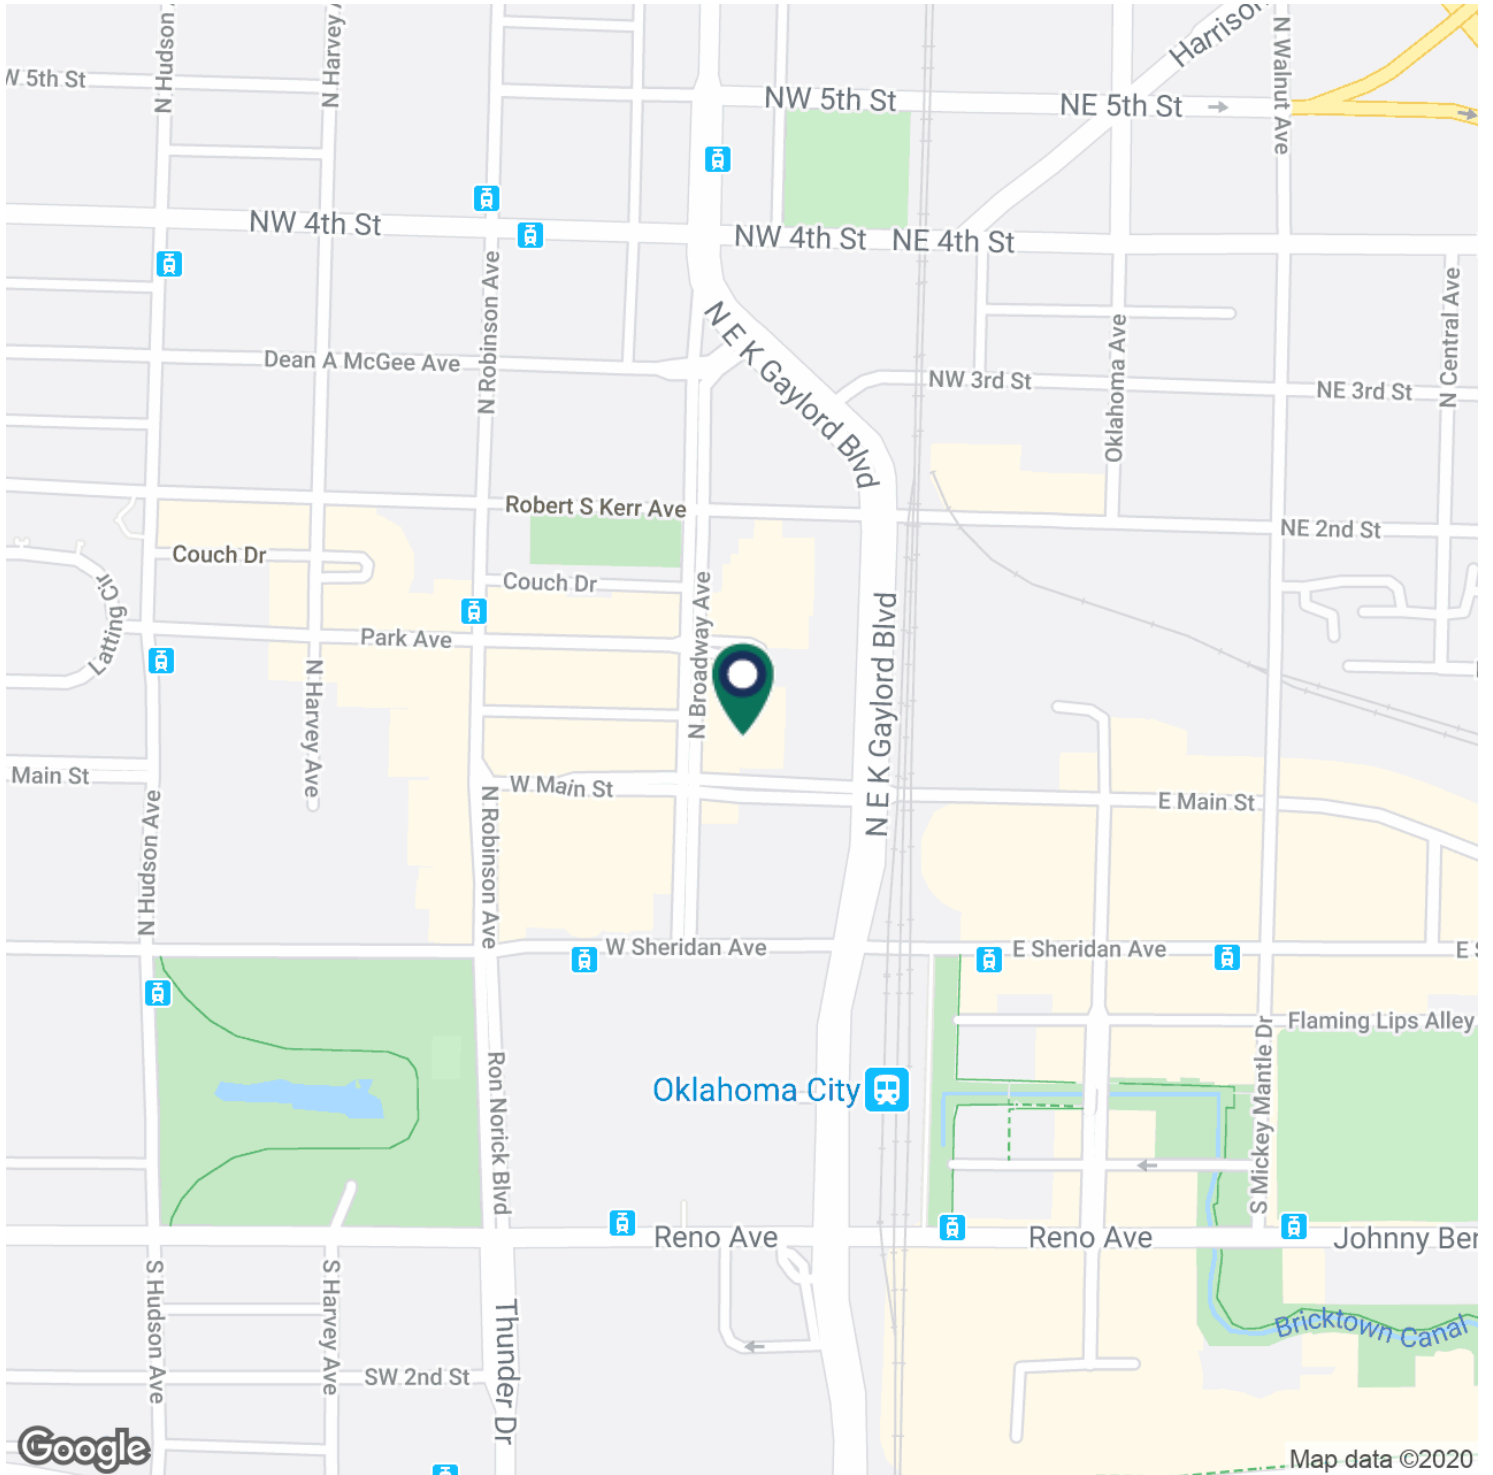 N Hudson
N Harvey
Harrison
N Walnut Ave
W 5th St
NW 5th St
NE 5th St
NW 4th St
NW 4th St
NE 4th St
N Robinson Ave
N E K Gaylord Blvd
Oklahoma Ave
N Central Ave
Dean A McGee Ave
NW 3rd St
NE 3rd St
Robert S Kerr Ave
NE 2nd St
Couch Dr
Couch Dr
Latting Cir
Park Ave
N Broadway Ave
N E K Gaylord Blvd
N Harvey Ave
Main St
W Main St
E Main St
N Hudson Ave
N Robinson Ave
W Sheridan Ave
E Sheridan Ave
E S
Flaming Lips Alley
S Mickey Mantle Dr
Ron Norick Blvd
Oklahoma City
Reno Ave
Reno Ave
Johnny Ber
S Hudson Ave
S Harvey Ave
Thunder Dr
Bricktown Canal
SW 2nd St
Google
Map data ©2020